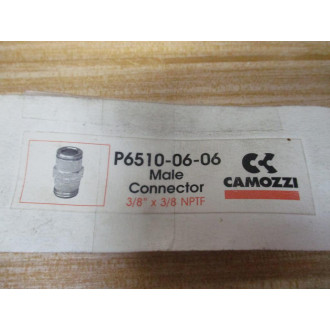 P6510-06-06
Male
Connector
3/8" x 3/8 NPTF
CAMOZZI